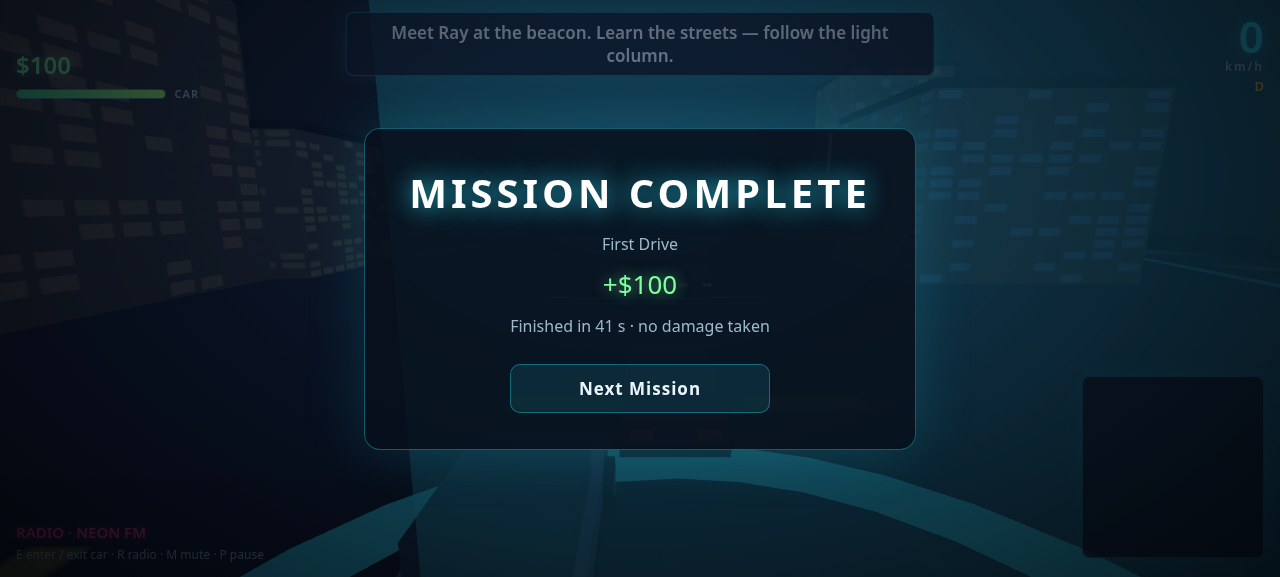 Meet Ray at the beacon. Learn the streets — follow the light
column.
$100
CAR
0
km/h
D
MISSION COMPLETE
First Drive
+$100
Finished in 41 s · no damage taken
Next Mission
RADIO · NEON FM
E enter / exit car · R radio · M mute · P pause